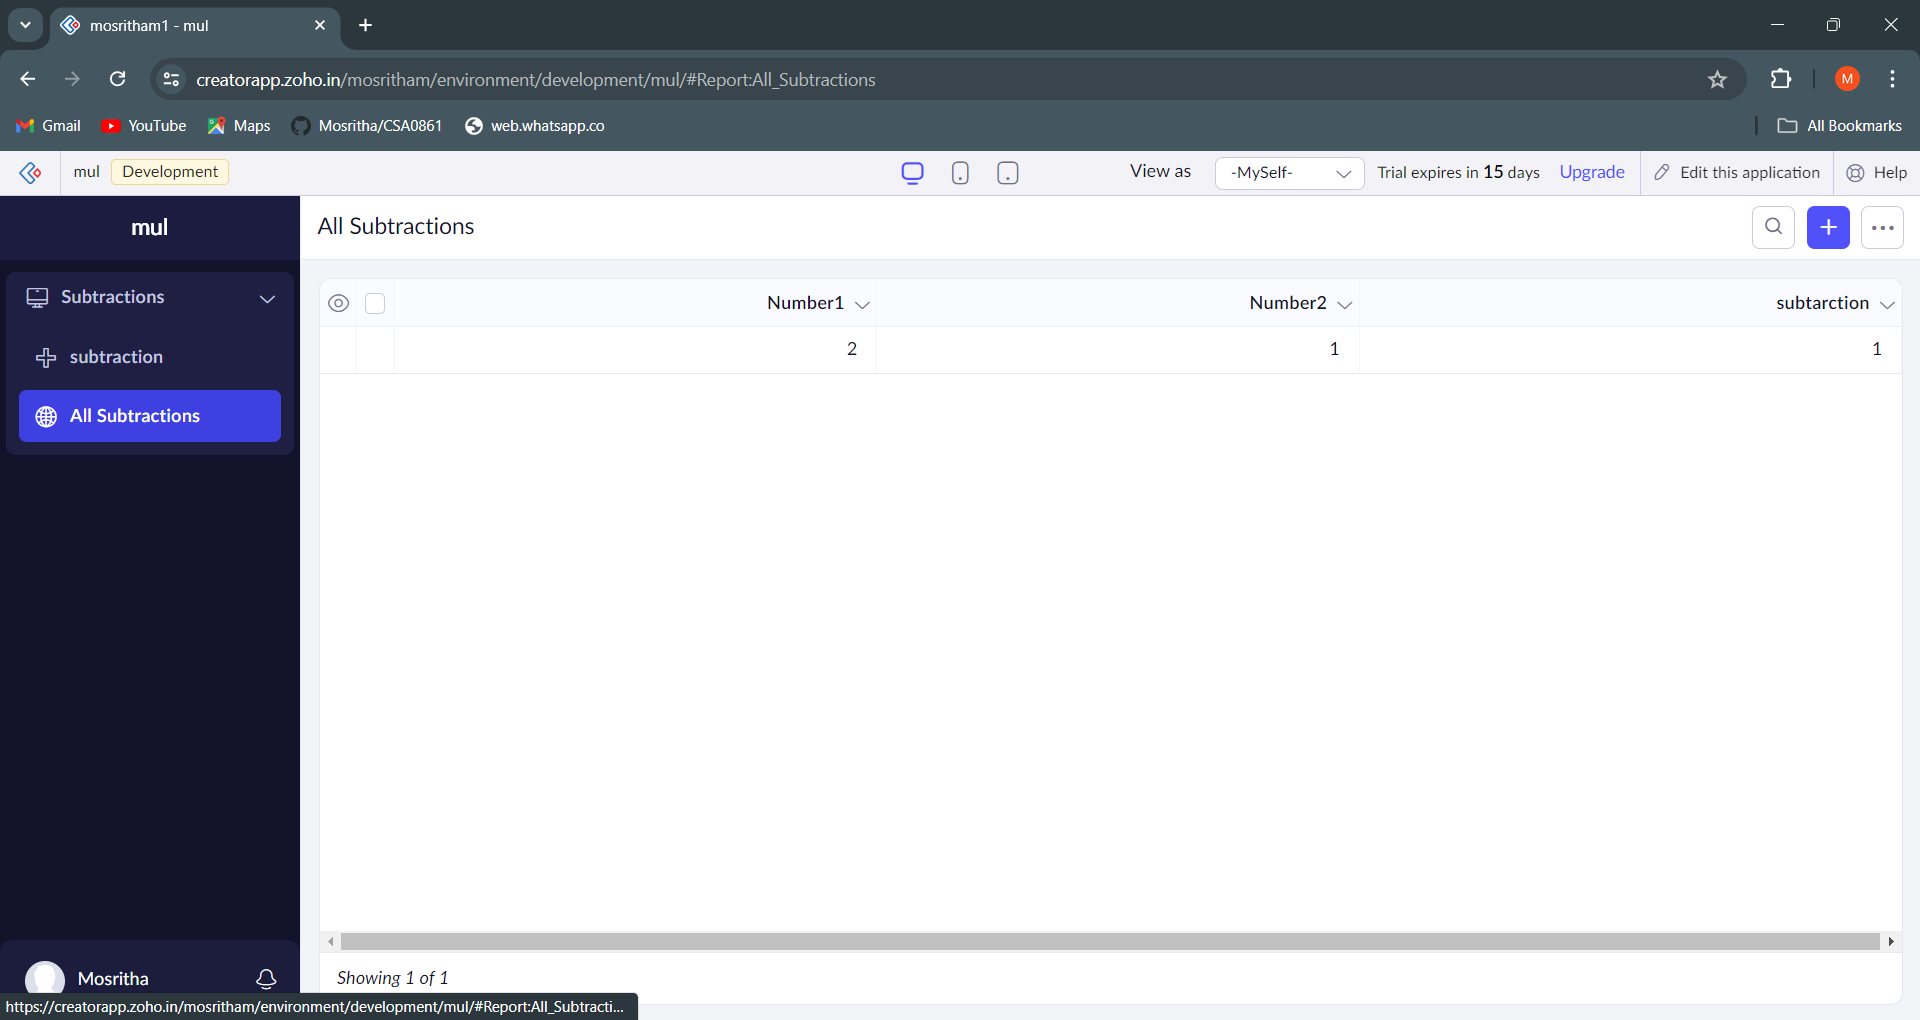 mosritham1 - mul
creatorapp.zoho.in/mosritham/environment/development/mul/#Report:All_Subtractions
M
Gmail YouTube Maps Mosritha/CSA0861 web.whatsapp.co All Bookmarks
mul Development View as -MySelf- Trial expires in 15 days Upgrade Edit this application Help
mul
All Subtractions
Subtractions
subtraction
All Subtractions
Number1 Number2 subtarction
2 1 1
Showing 1 of 1
Mosritha
https://creatorapp.zoho.in/mosritham/environment/development/mul/#Report:All_Subtracti...